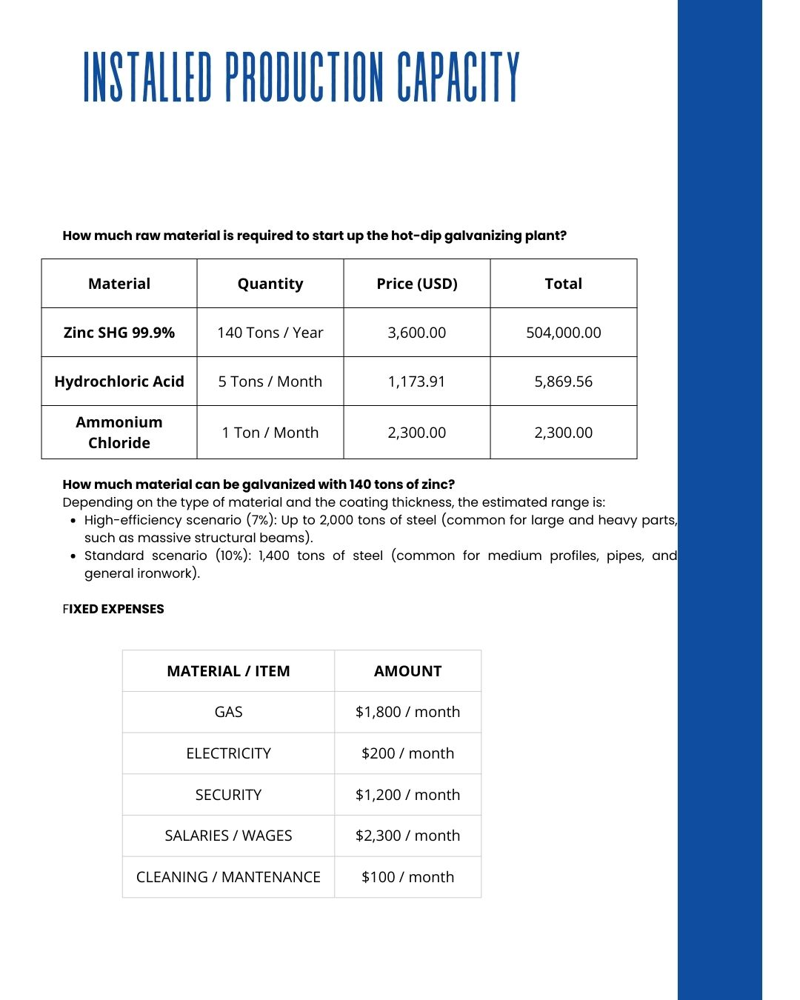 INSTALLED PRODUCTION CAPACITY
How much raw material is required to start up the hot-dip galvanizing plant?
Material Quantity Price (USD) Total
Zinc SHG 99.9% 140 Tons / Year 3,600.00 504,000.00
Hydrochloric Acid 5 Tons / Month 1,173.91 5,869.56
Ammonium
Chloride 1 Ton / Month 2,300.00 2,300.00
How much material can be galvanized with 140 tons of zinc?
Depending on the type of material and the coating thickness, the estimated range is:
• High-efficiency scenario (7%): Up to 2,000 tons of steel (common for large and heavy parts,
such as massive structural beams).
• Standard scenario (10%): 1,400 tons of steel (common for medium profiles, pipes, and
general ironwork).
FIXED EXPENSES
MATERIAL / ITEM AMOUNT
GAS $1,800 / month
ELECTRICITY $200 / month
SECURITY $1,200 / month
SALARIES / WAGES $2,300 / month
CLEANING / MANTENANCE $100 / month